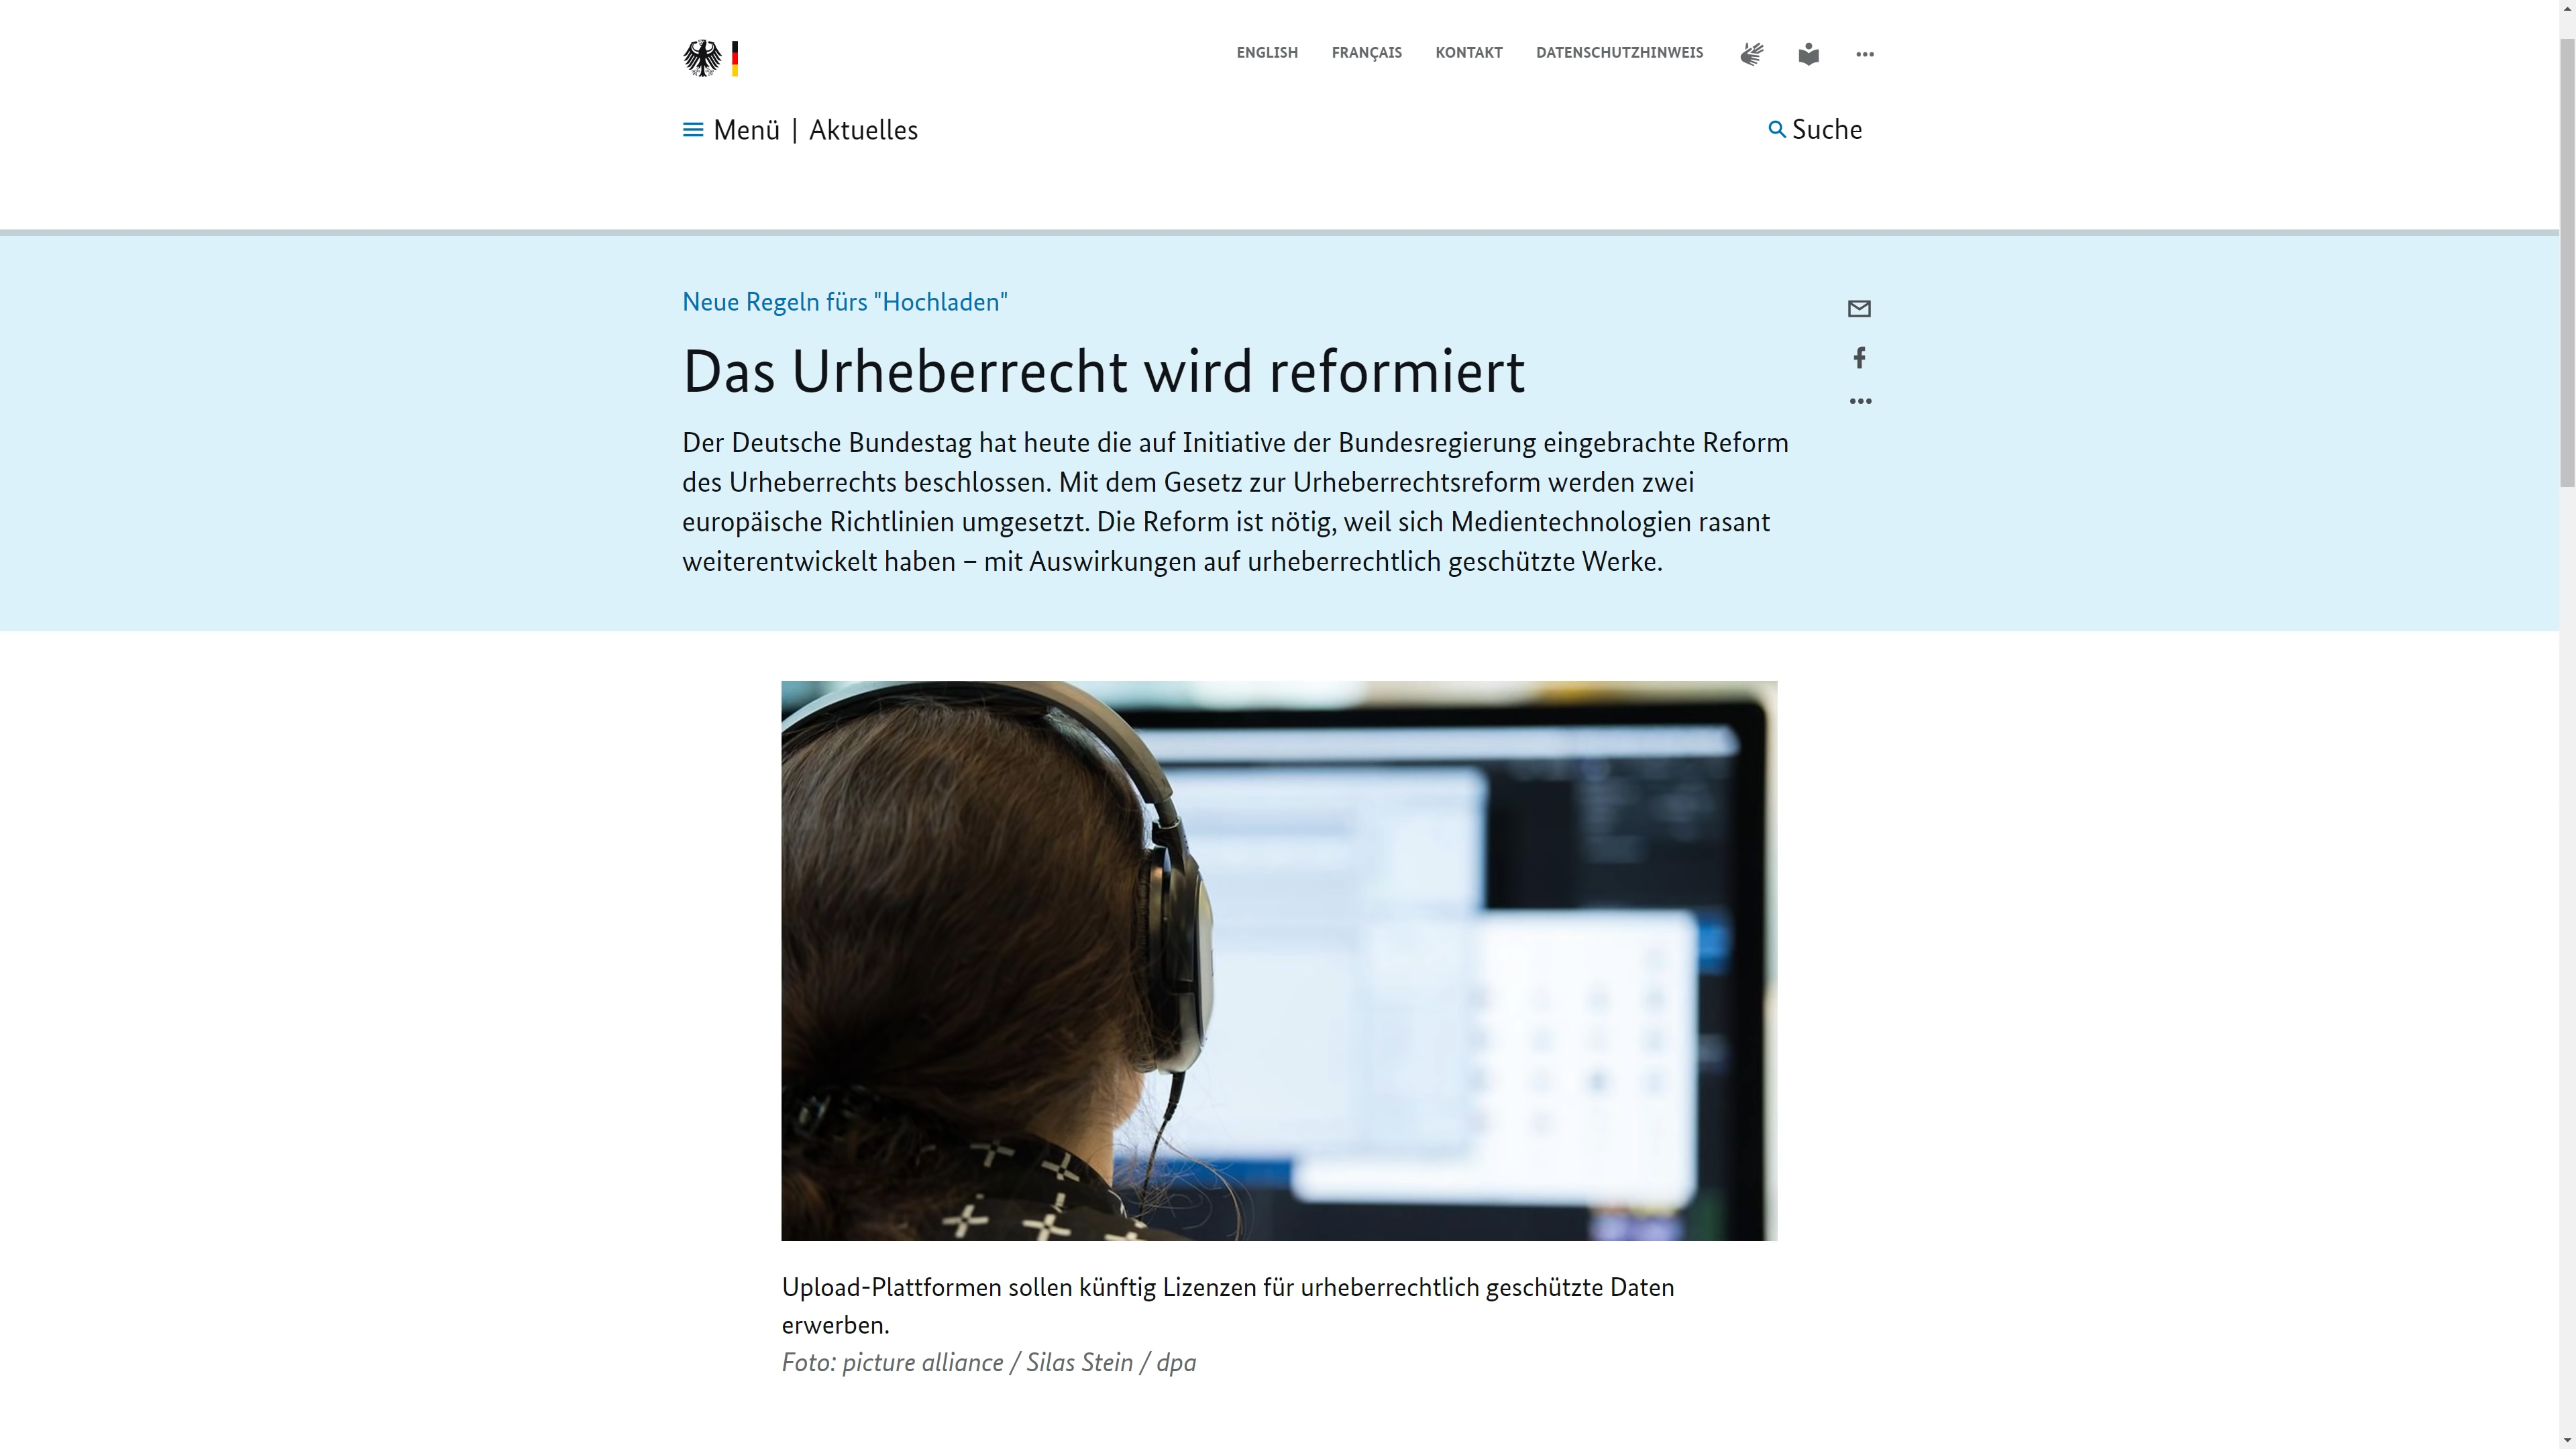 ENGLISH FRANÇAIS KONTAKT DATENSCHUTZHINWEIS
Menü | Aktuelles
Suche
Neue Regeln fürs "Hochladen"
Das Urheberrecht wird reformiert
Der Deutsche Bundestag hat heute die auf Initiative der Bundesregierung eingebrachte Reform
des Urheberrechts beschlossen. Mit dem Gesetz zur Urheberrechtsreform werden zwei
europäische Richtlinien umgesetzt. Die Reform ist nötig, weil sich Medientechnologien rasant
weiterentwickelt haben – mit Auswirkungen auf urheberrechtlich geschützte Werke.
Upload-Plattformen sollen künftig Lizenzen für urheberrechtlich geschützte Daten
erwerben.
Foto: picture alliance / Silas Stein / dpa